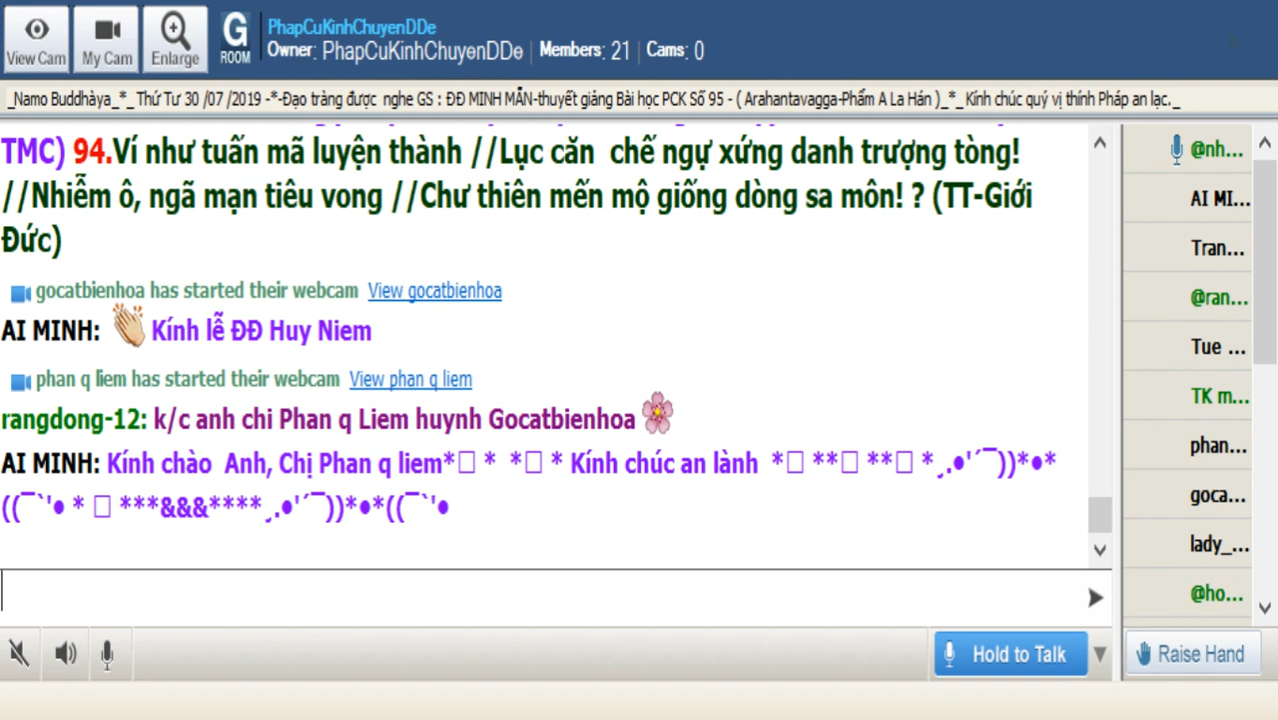 View Cam
My Cam
Enlarge
G
ROOM
PhapCuKinhChuyenDDe
Owner: PhapCuKinhChuyenDDe | Members: 21 | Cams: 0
_Namo Buddhàya_*_ Thứ Tư 30 /07 /2019 -*-Đạo tràng được nghe GS : ĐĐ MINH MẪN-thuyết giảng Bài học PCK Số 95 - ( Arahantavagga-Phẩm A La Hán )_*_ Kính chúc quý vị thính Pháp an lạc._
TMC) 94.Ví như tuấn mã luyện thành //Lục căn chế ngự xứng danh trượng tòng!
//Nhiễm ô, ngã mạn tiêu vong //Chư thiên mến mộ giống dòng sa môn! ? (TT-Giới
Đức)
gocatbienhoa has started their webcam View gocatbienhoa
AI MINH: Kính lễ ĐĐ Huy Niem
phan q liem has started their webcam View phan q liem
rangdong-12: k/c anh chi Phan q Liem huynh Gocatbienhoa
AI MINH: Kính chào Anh, Chị Phan q liem*□ * *□ * Kính chúc an lành *□ **□ **□ *¸.•'´¯))*•*
((¯`'• * □ ***&&&****¸.•'´¯))*•*((¯`'•
@nh...
AI MI...
Tran...
@ran...
Tue ...
TK m...
phan...
goca...
lady_...
@ho...
Hold to Talk
Raise Hand